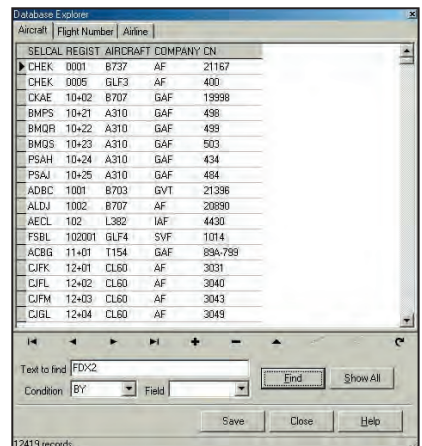 Database Explorer
Aircraft Flight Number Airline
SELCAL REGIST AIRCRAFT COMPANY CN
CHEK 0001 B737 AF 21167
CHEK 0005 GLF3 AF 400
CKAE 10+02 B707 GAF 19998
BMPS 10+21 A310 GAF 498
BMQR 10+22 A310 GAF 499
BMQS 10+23 A310 GAF 503
PSAH 10+24 A310 GAF 434
PSAJ 10+25 A310 GAF 484
ADBC 1001 B703 GVT 21396
ALDJ 1002 B707 AF 20890
AECL 102 L382 IAF 4430
FSBL 102001 GLF4 SVF 1014
ACBG 11+01 T154 GAF 89A-799
CJFK 12+01 CL60 AF 3031
CJFL 12+02 CL60 AF 3040
CJFM 12+03 CL60 AF 3043
CJGL 12+04 CL60 AF 3049
Text to find FDX2
Find Show All
Condition BY Field
Save Close Help
12419 records